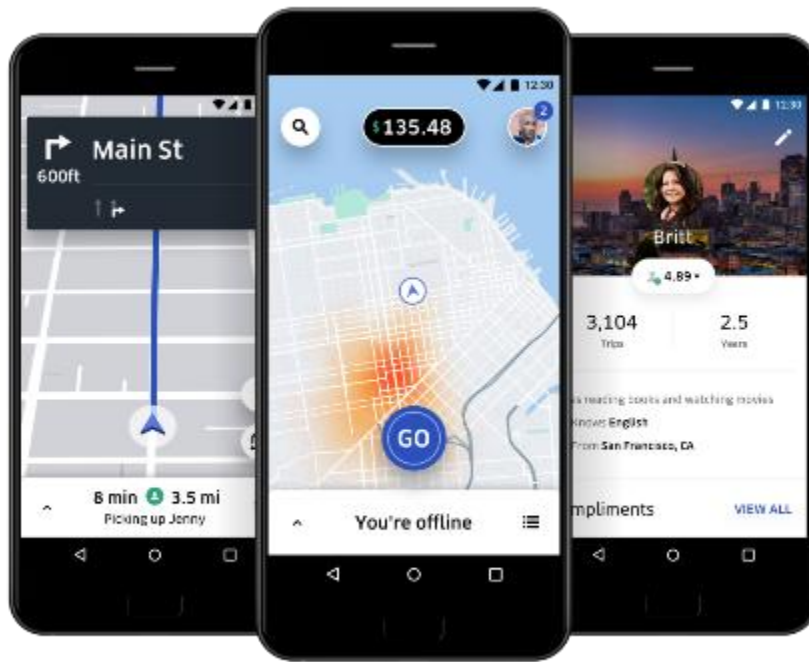 Main St
600ft
8 min 3.5 mi
Picking up Jenny
12:30
$135.48
2
GO
You're offline
12:30
Britt
4.89
3,104 2.5
Trips Years
reading books and watching movies
Knows English
From San Francisco, CA
mpliments VIEW ALL